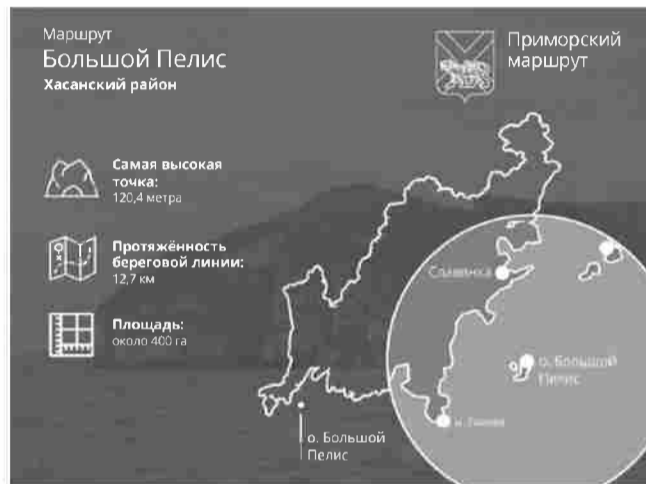 Маршрут
Большой Пелис
Хасанский район
Приморский
маршрут
Самая высокая
точка:
120,4 метра
Протяжённость
береговой линии:
12,7 км
Площадь:
около 400 га
Славянка
о. Большой
Пелис
о. Большой
Пелис